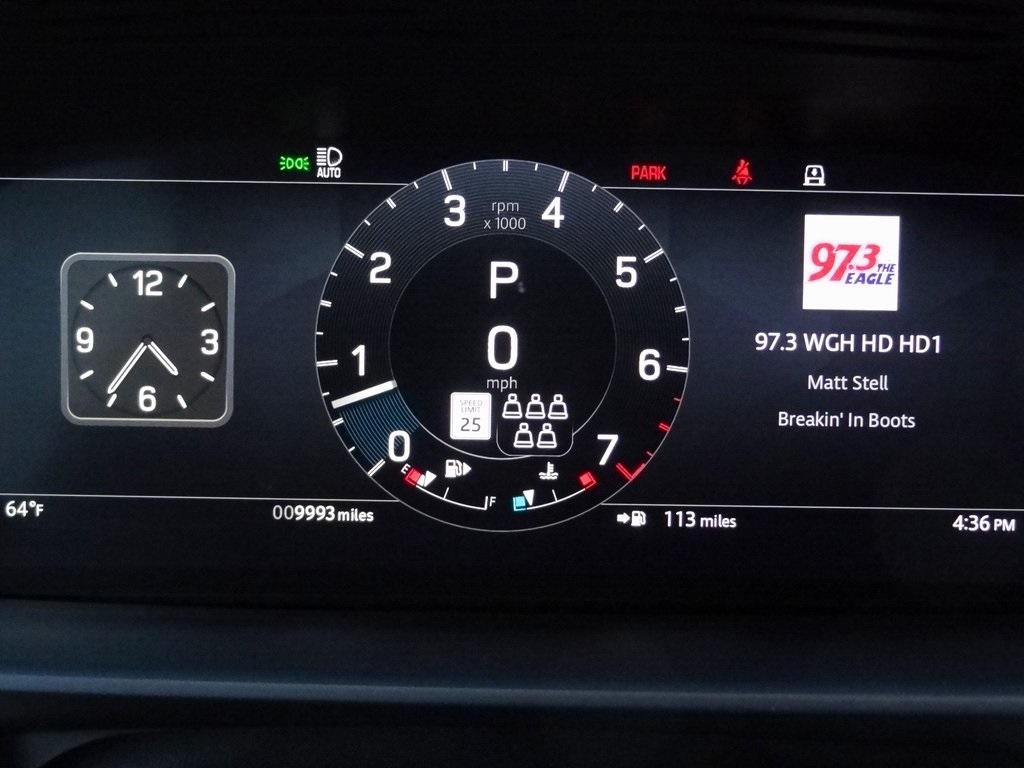 AUTO
PARK
12
9
3
6
rpm
x 1000
0
1
2
3
4
5
6
7
P
0
mph
SPEED
LIMIT
25
E
F
97.3 THE
EAGLE
97.3 WGH HD HD1
Matt Stell
Breakin' In Boots
64°F
009993 miles
113 miles
4:36 PM